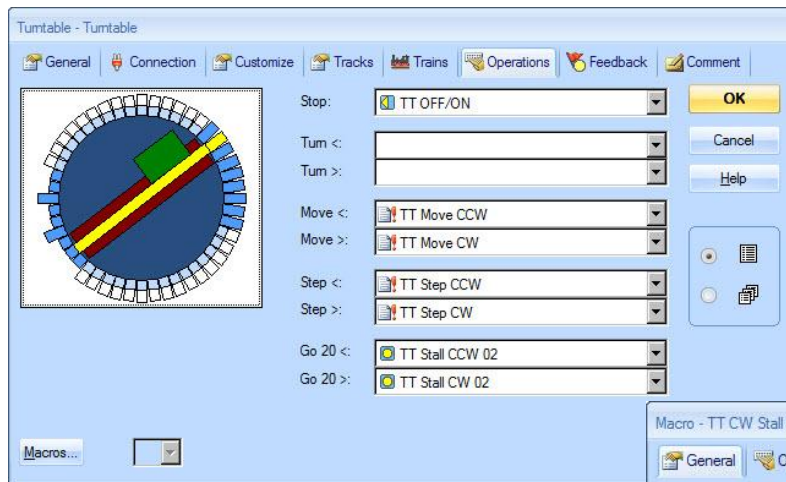 Turntable - Turntable
General Connection Customize Tracks Trains Operations Feedback Comment
Stop: TT OFF/ON OK
Turn <: Cancel
Turn >: Help
Move <: TT Move CCW
Move >: TT Move CW
Step <: TT Step CCW
Step >: TT Step CW
Go 20 <: TT Stall CCW 02
Go 20 >: TT Stall CW 02
Macro - TT CW Stall
Macros... General